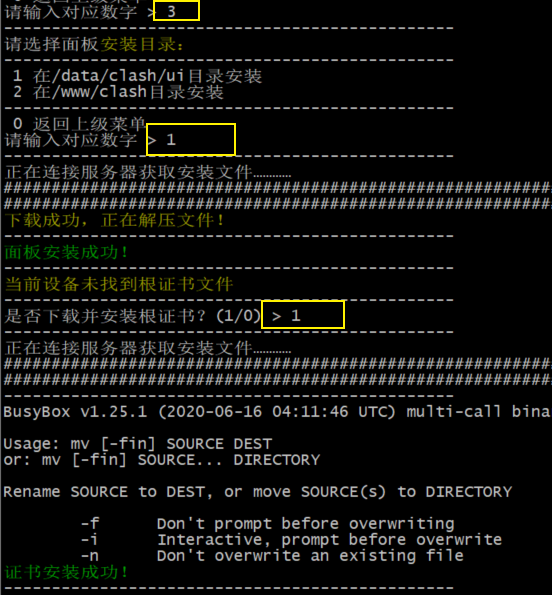 0 返回上级菜单
请输入对应数字 > 3
-----------------------------------------------
请选择面板安装目录：
-----------------------------------------------
1 在/data/clash/ui目录安装
2 在/www/clash目录安装
-----------------------------------------------
0 返回上级菜单
请输入对应数字 > 1
-----------------------------------------------
正在连接服务器获取安装文件…………
#########################################################
#########################################################
下载成功，正在解压文件！
-----------------------------------------------
面板安装成功！
-----------------------------------------------
当前设备未找到根证书文件
-----------------------------------------------
是否下载并安装根证书？(1/0) > 1
-----------------------------------------------
正在连接服务器获取安装文件…………
#########################################################
#########################################################
-----------------------------------------------
BusyBox v1.25.1 (2020-06-16 04:11:46 UTC) multi-call bina
Usage: mv [-fin] SOURCE DEST
or: mv [-fin] SOURCE... DIRECTORY
Rename SOURCE to DEST, or move SOURCE(s) to DIRECTORY
-f Don't prompt before overwriting
-i Interactive, prompt before overwrite
-n Don't overwrite an existing file
证书安装成功！
-----------------------------------------------